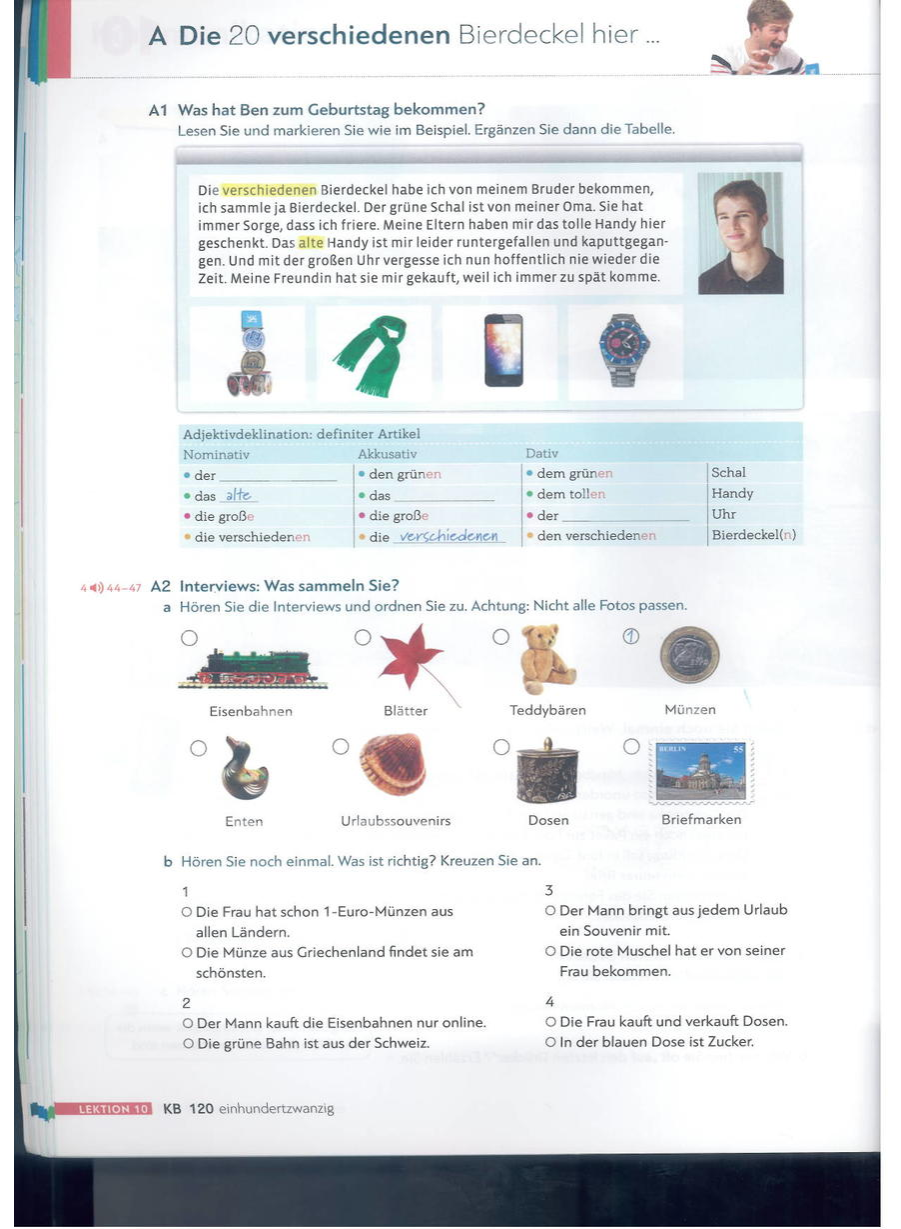 A Die 20 verschiedenen Bierdeckel hier ...
A1 Was hat Ben zum Geburtstag bekommen?
Lesen Sie und markieren Sie wie im Beispiel. Ergänzen Sie dann die Tabelle.
Die verschiedenen Bierdeckel habe ich von meinem Bruder bekommen,
ich sammle ja Bierdeckel. Der grüne Schal ist von meiner Oma. Sie hat
immer Sorge, dass ich friere. Meine Eltern haben mir das tolle Handy hier
geschenkt. Das alte Handy ist mir leider runtergefallen und kaputtgegan-
gen. Und mit der großen Uhr vergesse ich nun hoffentlich nie wieder die
Zeit. Meine Freundin hat sie mir gekauft, weil ich immer zu spät komme.
Adjektivdeklination: definiter Artikel
Nominativ Akkusativ Dativ
• der ____________ • den grünen • dem grünen Schal
• das alte • das ____________ • dem tollen Handy
• die große • die große • der ____________ Uhr
• die verschiedenen • die verschiedenen • den verschiedenen Bierdeckel(n)
4 44–47 A2 Interviews: Was sammeln Sie?
a Hören Sie die Interviews und ordnen Sie zu. Achtung: Nicht alle Fotos passen.
1
Eisenbahnen Blätter Teddybären Münzen
BERLIN 55
Enten Urlaubssouvenirs Dosen Briefmarken
b Hören Sie noch einmal. Was ist richtig? Kreuzen Sie an.
1
○ Die Frau hat schon 1-Euro-Münzen aus
allen Ländern.
○ Die Münze aus Griechenland findet sie am
schönsten.
2
○ Der Mann kauft die Eisenbahnen nur online.
○ Die grüne Bahn ist aus der Schweiz.
3
○ Der Mann bringt aus jedem Urlaub
ein Souvenir mit.
○ Die rote Muschel hat er von seiner
Frau bekommen.
4
○ Die Frau kauft und verkauft Dosen.
○ In der blauen Dose ist Zucker.
LEKTION 10 KB 120 einhundertzwanzig